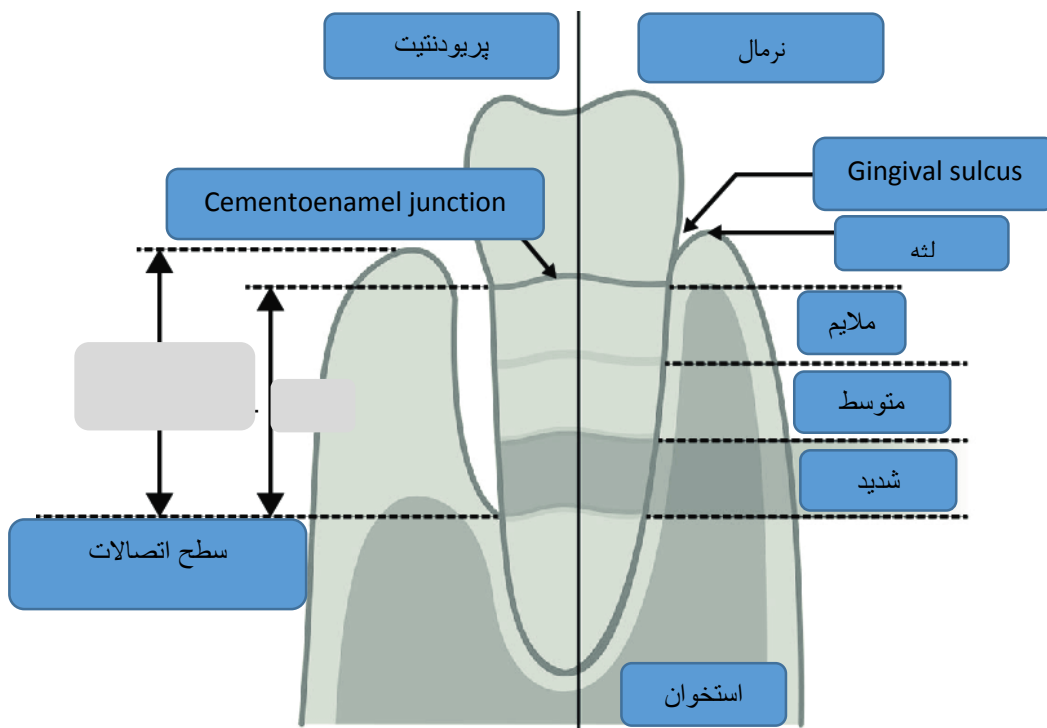 پریودنتیت
نرمال
Cementoenamel junction
Gingival sulcus
لثه
ملایم
متوسط
شدید
سطح اتصالات
استخوان